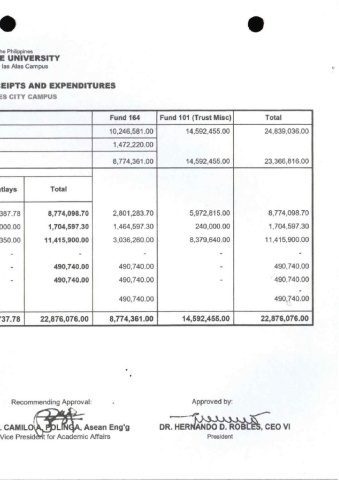 he Philippines
E UNIVERSITY
las Alas Campus
CEIPTS AND EXPENDITURES
ES CITY CAMPUS
Fund 164 Fund 101 (Trust Misc) Total
10,246,581.00 14,592,455.00 24,839,036.00
1,472,220.00
8,774,361.00 14,592,455.00 23,366,816.00
utlays Total
387.78 8,774,098.70 2,801,283.70 5,972,815.00 8,774,098.70
000.00 1,704,597.30 1,464,597.30 240,000.00 1,704,597.30
350.00 11,415,900.00 3,036,260.00 8,379,640.00 11,415,900.00
- - - - -
- 490,740.00 490,740.00 - 490,740.00
- 490,740.00 490,740.00 - 490,740.00
490,740.00 490,740.00
737.78 22,876,076.00 8,774,361.00 14,592,455.00 22,876,076.00
Recommending Approval: Approved by:
. CAMILO A. POLINGA, Asean Eng'g DR. HERNANDO D. ROBLES, CEO VI
Vice President for Academic Affairs President